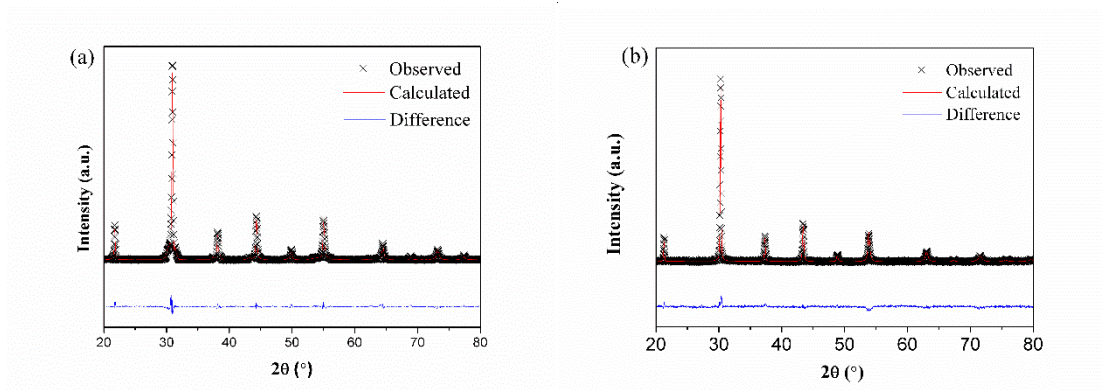 (a)
Observed
Calculated
Difference
Intensity (a.u.)
20 30 40 50 60 70 80
2θ (°)
(b)
Observed
Calculated
Difference
Intensity (a.u.)
20 30 40 50 60 70 80
2θ (°)